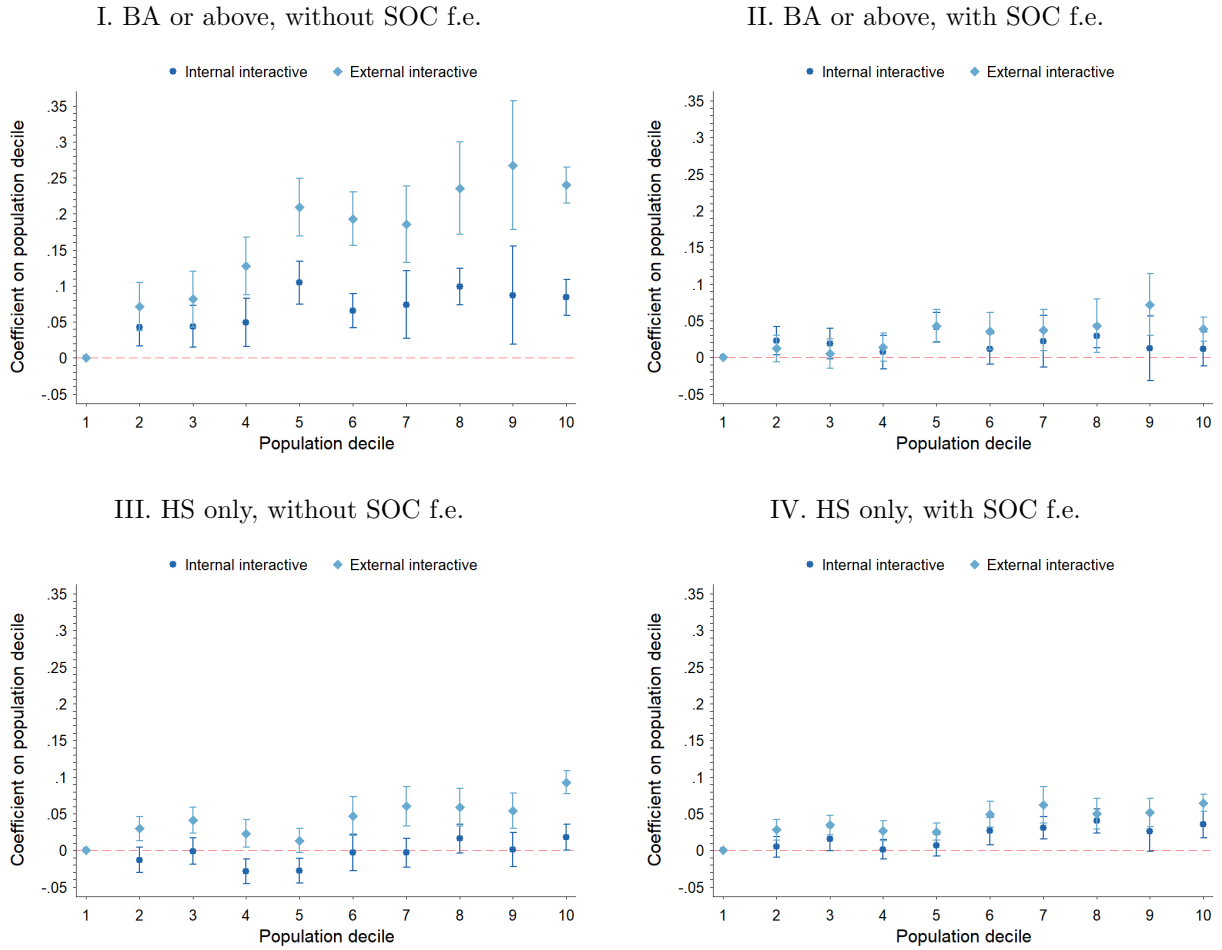 I. BA or above, without SOC f.e.
Internal interactive External interactive
Coefficient on population decile
.35
.3
.25
.2
.15
.1
.05
0
-.05
1 2 3 4 5 6 7 8 9 10
Population decile
II. BA or above, with SOC f.e.
Internal interactive External interactive
Coefficient on population decile
.35
.3
.25
.2
.15
.1
.05
0
-.05
1 2 3 4 5 6 7 8 9 10
Population decile
III. HS only, without SOC f.e.
Internal interactive External interactive
Coefficient on population decile
.35
.3
.25
.2
.15
.1
.05
0
-.05
1 2 3 4 5 6 7 8 9 10
Population decile
IV. HS only, with SOC f.e.
Internal interactive External interactive
Coefficient on population decile
.35
.3
.25
.2
.15
.1
.05
0
-.05
1 2 3 4 5 6 7 8 9 10
Population decile